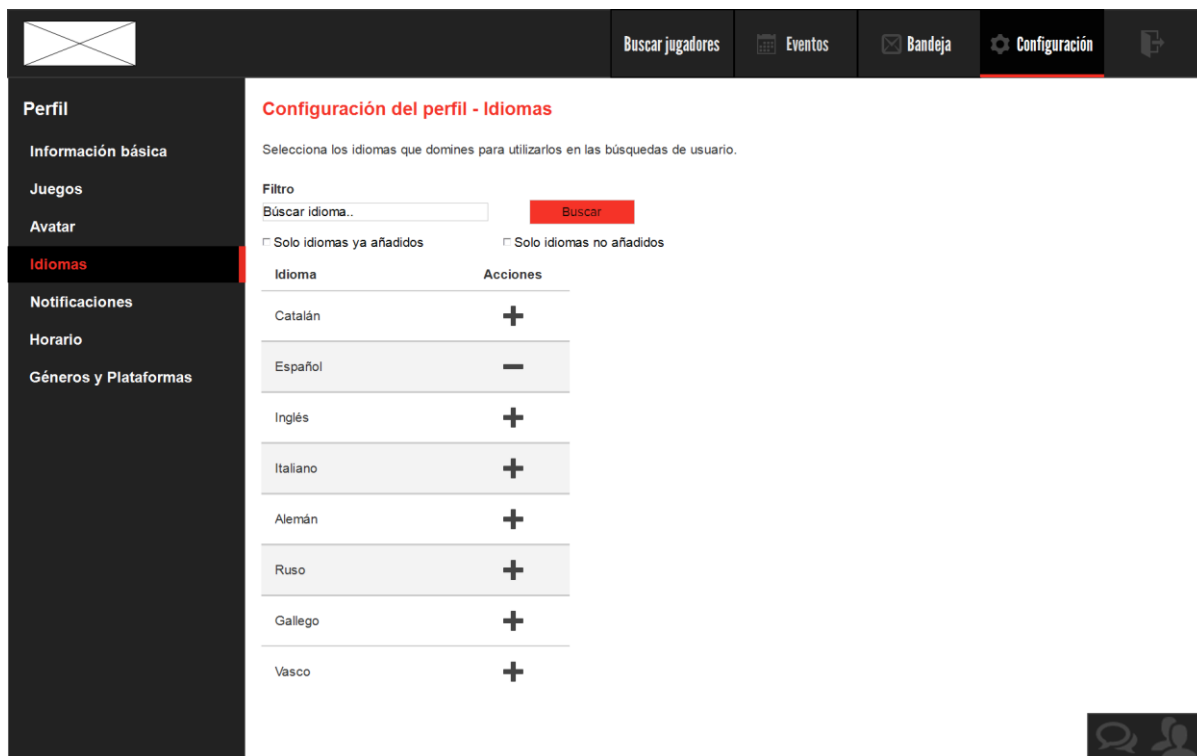 Buscar jugadores
Eventos
Bandeja
Configuración
Perfil
Información básica
Juegos
Avatar
Idiomas
Notificaciones
Horario
Géneros y Plataformas
Configuración del perfil - Idiomas
Selecciona los idiomas que domines para utilizarlos en las búsquedas de usuario.
Filtro
Búscar idioma..
Buscar
Solo idiomas ya añadidos
Solo idiomas no añadidos
Idioma Acciones
Catalán
Español
Inglés
Italiano
Alemán
Ruso
Gallego
Vasco